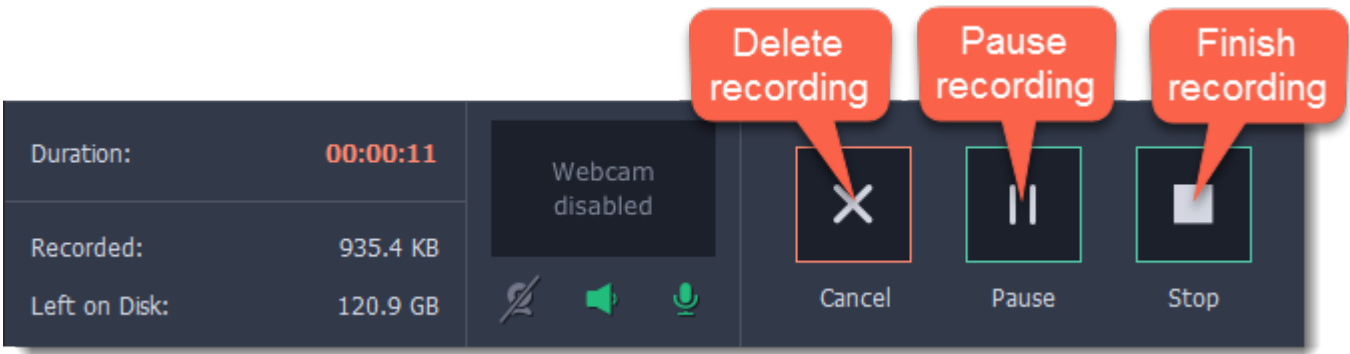 Delete
recording
Pause
recording
Finish
recording
Duration: 00:00:11
Recorded: 935.4 KB
Left on Disk: 120.9 GB
Webcam
disabled
Cancel
Pause
Stop